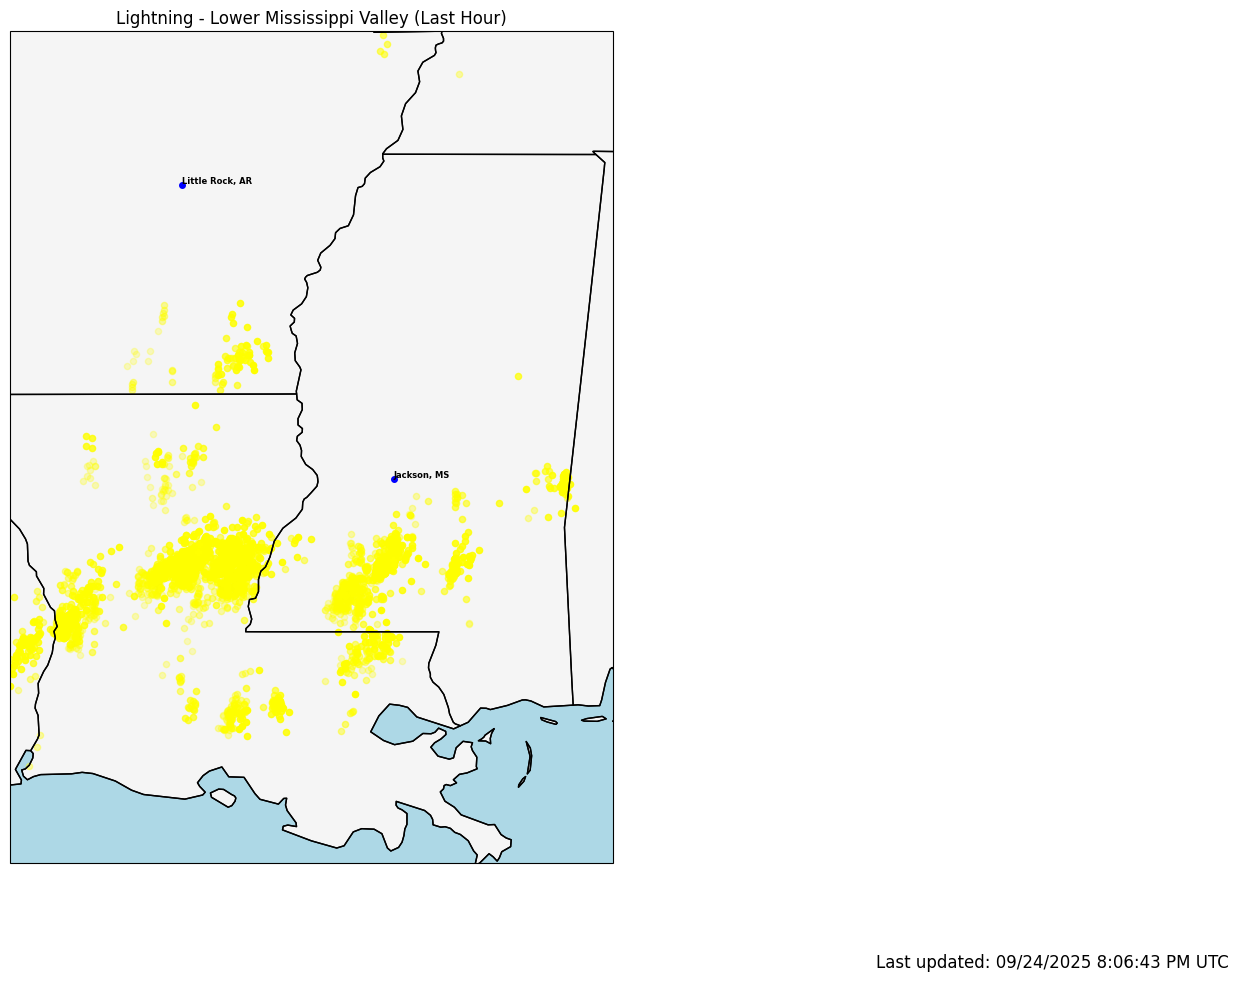 Lightning - Lower Mississippi Valley (Last Hour)
Little Rock, AR
Jackson, MS
Last updated: 09/24/2025 8:06:43 PM UTC